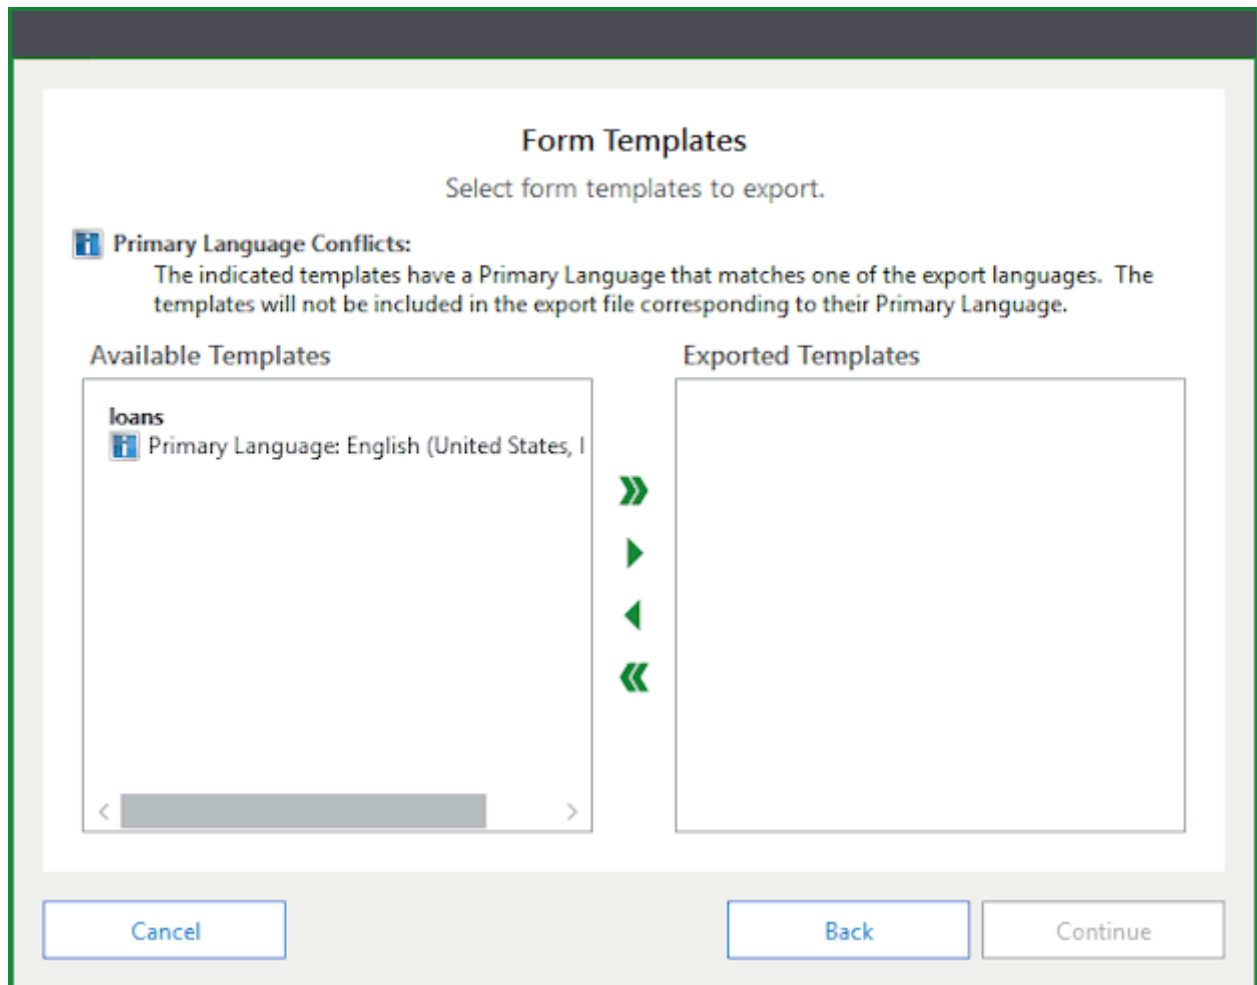 Form Templates
Select form templates to export.
Primary Language Conflicts:
The indicated templates have a Primary Language that matches one of the export languages. The
templates will not be included in the export file corresponding to their Primary Language.
Available Templates
Exported Templates
loans
Primary Language: English (United States,
Cancel
Back
Continue